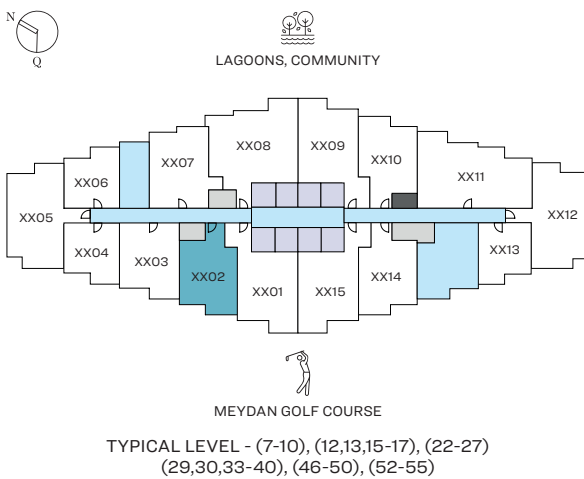 N
Q
LAGOONS, COMMUNITY
XX08
XX09
XX07
XX10
XX11
XX06
XX05
XX12
XX04
XX03
XX13
XX02
XX14
XX01
XX15
MEYDAN GOLF COURSE
TYPICAL LEVEL - (7-10), (12,13,15-17), (22-27)
(29,30,33-40), (46-50), (52-55)